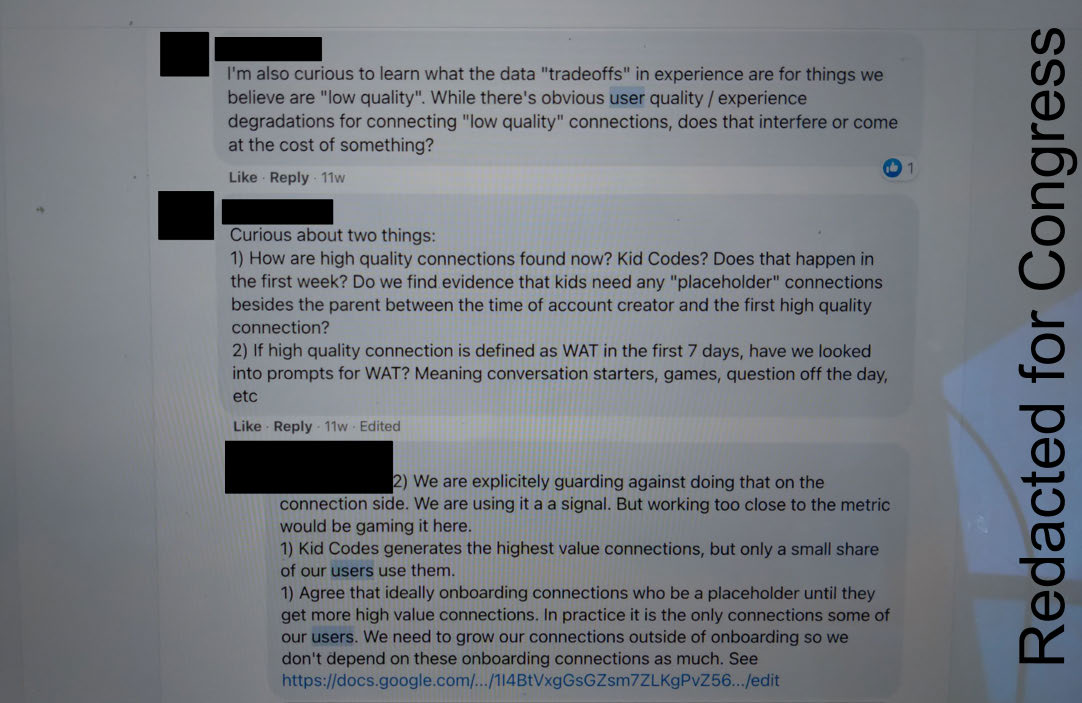 I'm also curious to learn what the data "tradeoffs" in experience are for things we
believe are "low quality". While there's obvious user quality / experience
degradations for connecting "low quality" connections, does that interfere or come
at the cost of something?
Like · Reply · 11w
1
Curious about two things:
1) How are high quality connections found now? Kid Codes? Does that happen in
the first week? Do we find evidence that kids need any "placeholder" connections
besides the parent between the time of account creator and the first high quality
connection?
2) If high quality connection is defined as WAT in the first 7 days, have we looked
into prompts for WAT? Meaning conversation starters, games, question off the day,
etc
Like · Reply · 11w · Edited
2) We are explicitely guarding against doing that on the
connection side. We are using it a a signal. But working too close to the metric
would be gaming it here.
1) Kid Codes generates the highest value connections, but only a small share
of our users use them.
1) Agree that ideally onboarding connections who be a placeholder until they
get more high value connections. In practice it is the only connections some of
our users. We need to grow our connections outside of onboarding so we
don't depend on these onboarding connections as much. See
https://docs.google.com/.../1I4BtVxgGsGZsm7ZLKgPvZ56.../edit
Redacted for Congress